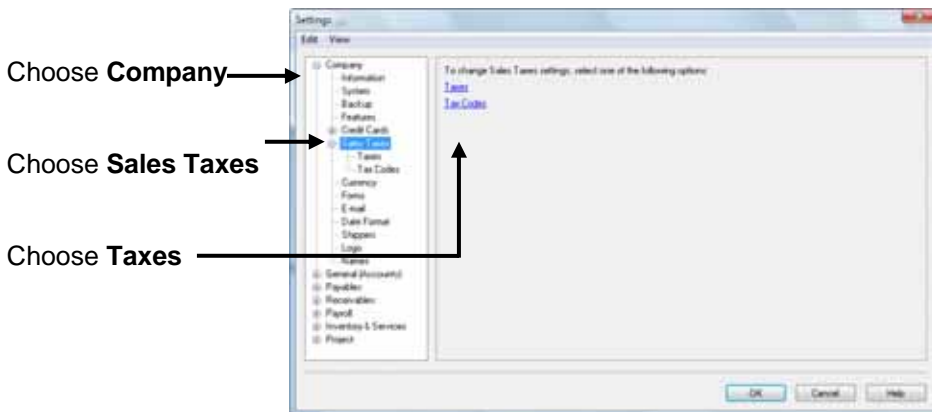 Settings
Edit View
Choose Company
Choose Sales Taxes
Choose Taxes
Company
Information
System
Backup
Features
Credit Cards
Sales Taxes
Taxes
Tax Codes
Currency
Forms
E-mail
Date Format
Shippers
Logo
Names
General (Accounts)
Payables
Receivables
Payroll
Inventory & Services
Project
To change Sales Taxes settings, select one of the following options:
Taxes
Tax Codes
OK Cancel Help